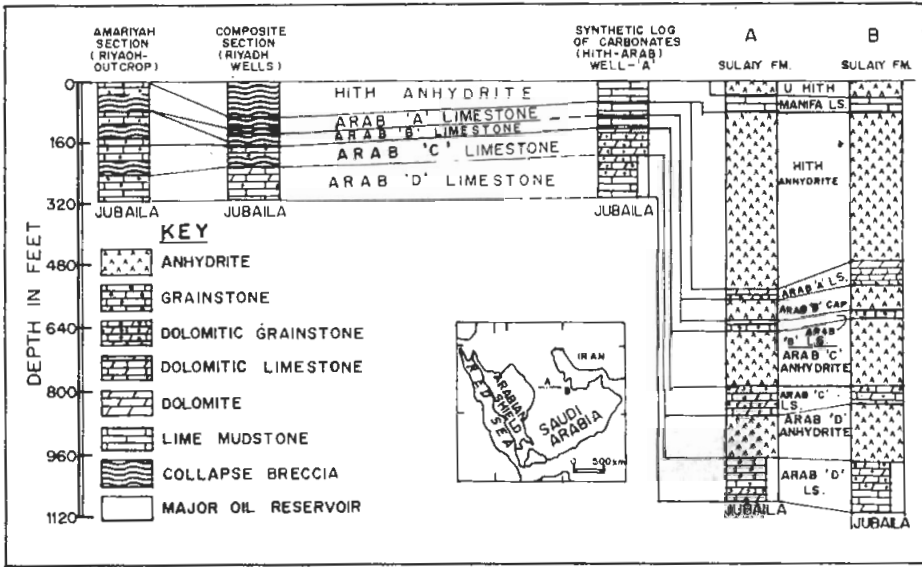 AMARIYAH
SECTION
(RIYADH-
OUTCROP)
COMPOSITE
SECTION
(RIYADH
WELLS)
SYNTHETIC LOG
OF CARBONATES
(HITH-ARAB)
WELL-'A'
A
SULAIY FM.
B
SULAIY FM.
DEPTH IN FEET
0
160
320
480
640
800
960
1120
HITH ANHYDRITE
ARAB 'A' LIMESTONE
ARAB 'B' LIMESTONE
ARAB 'C' LIMESTONE
ARAB 'D' LIMESTONE
JUBAILA
JUBAILA
JUBAILA
U HITH
MANIFA LS.
HITH
ANHYDRITE
ARAB 'A' LS.
ARAB 'B' CAP
ARAB
'B'
LS.
ARAB 'C'
ANHYDRITE
ARAB 'C'
LS.
ARAB 'D'
ANHYDRITE
ARAB 'D'
LS.
JUBAILA
JUBAILA
KEY
ANHYDRITE
GRAINSTONE
DOLOMITIC GRAINSTONE
DOLOMITIC LIMESTONE
DOLOMITE
LIME MUDSTONE
COLLAPSE BRECCIA
MAJOR OIL RESERVOIR
IRAN
A
B
RED SEA
ARABIAN
SHIELD
SAUDI
ARABIA
0 500km